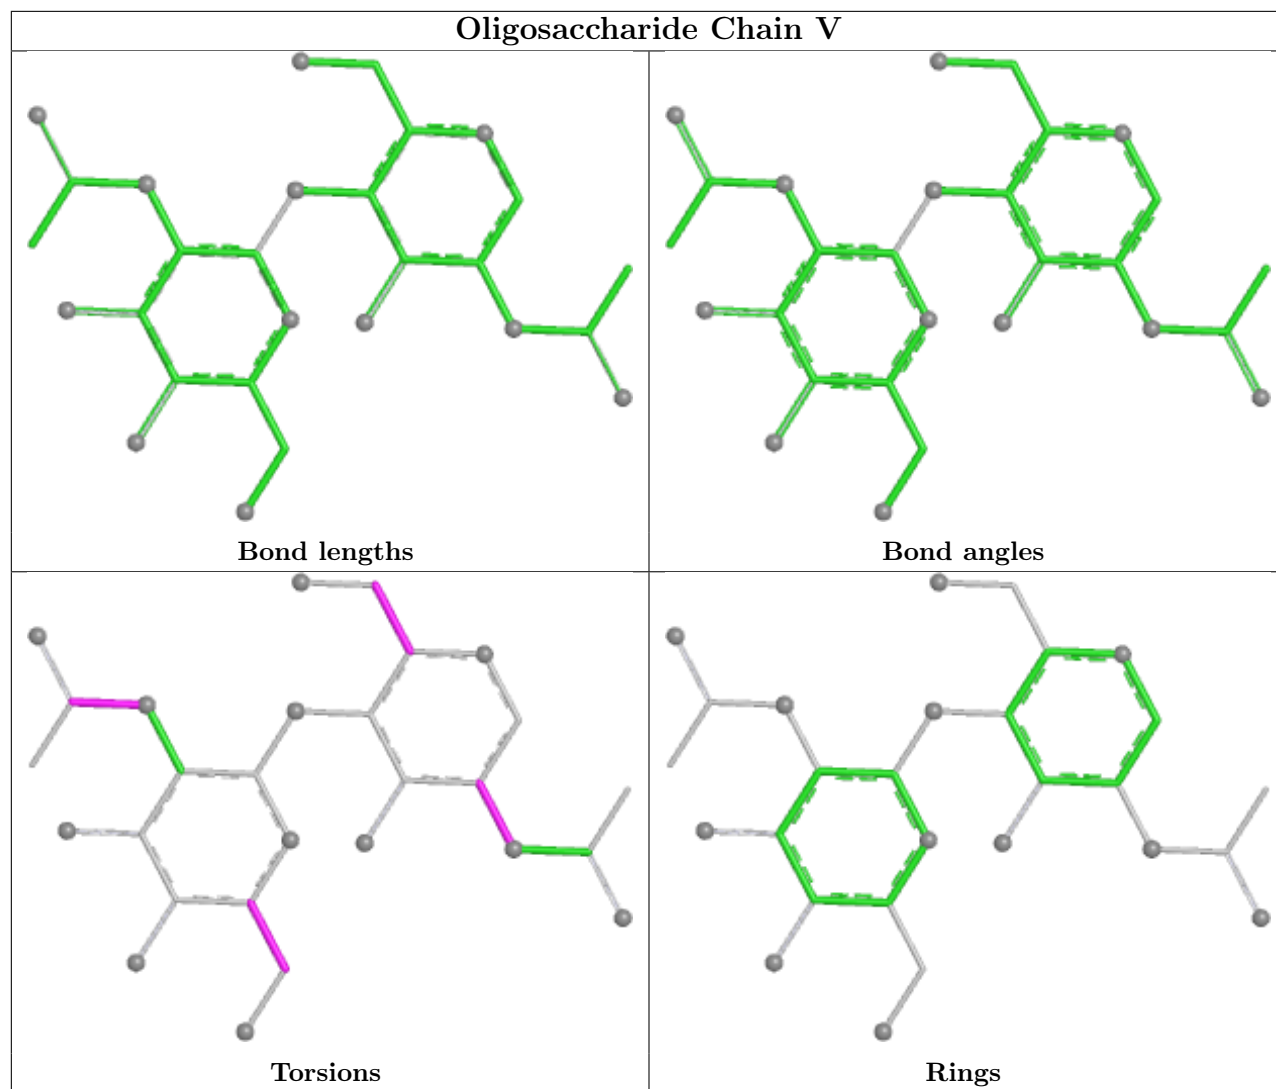 Oligosaccharide Chain V
Bond lengths
Bond angles
Torsions
Rings